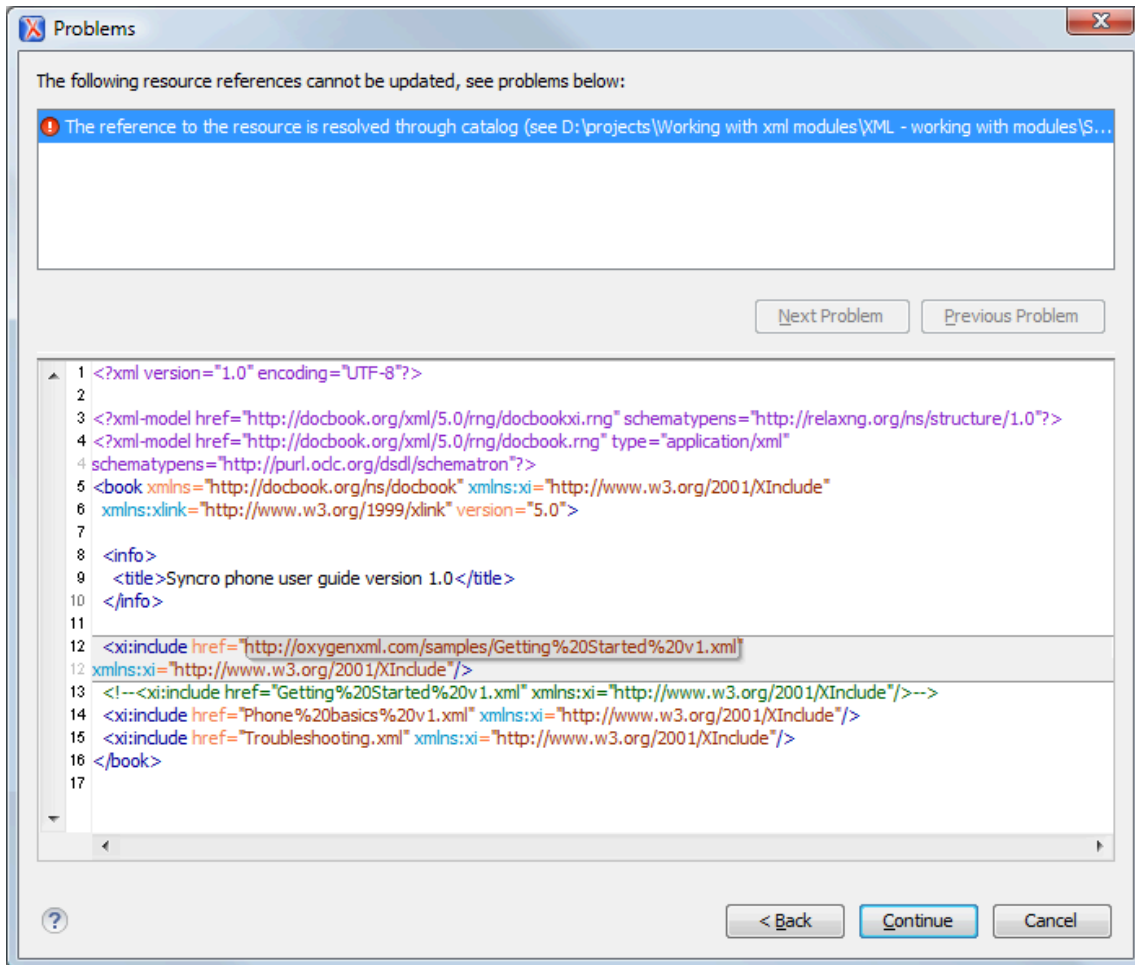 Problems
The following resource references cannot be updated, see problems below:
The reference to the resource is resolved through catalog (see D:\projects\Working with xml modules\XML - working with modules\S...
Next Problem
Previous Problem
1 <?xml version="1.0" encoding="UTF-8"?>
2
3 <?xml-model href="http://docbook.org/xml/5.0/rng/docbookxi.rng" schematypens="http://relaxng.org/ns/structure/1.0"?>
4 <?xml-model href="http://docbook.org/xml/5.0/rng/docbook.rng" type="application/xml"
4 schematypens="http://purl.oclc.org/dsdl/schematron"?>
5 <book xmlns="http://docbook.org/ns/docbook" xmlns:xi="http://www.w3.org/2001/XInclude"
6 xmlns:xlink="http://www.w3.org/1999/xlink" version="5.0">
7
8 <info>
9 <title>Syncro phone user guide version 1.0</title>
10 </info>
11
12 <xi:include href="http://oxygenxml.com/samples/Getting%20Started%20v1.xml"
12 xmlns:xi="http://www.w3.org/2001/XInclude"/>
13 <!--<xi:include href="Getting%20Started%20v1.xml" xmlns:xi="http://www.w3.org/2001/XInclude"/>-->
14 <xi:include href="Phone%20basics%20v1.xml" xmlns:xi="http://www.w3.org/2001/XInclude"/>
15 <xi:include href="Troubleshooting.xml" xmlns:xi="http://www.w3.org/2001/XInclude"/>
16 </book>
17
?
< Back
Continue
Cancel